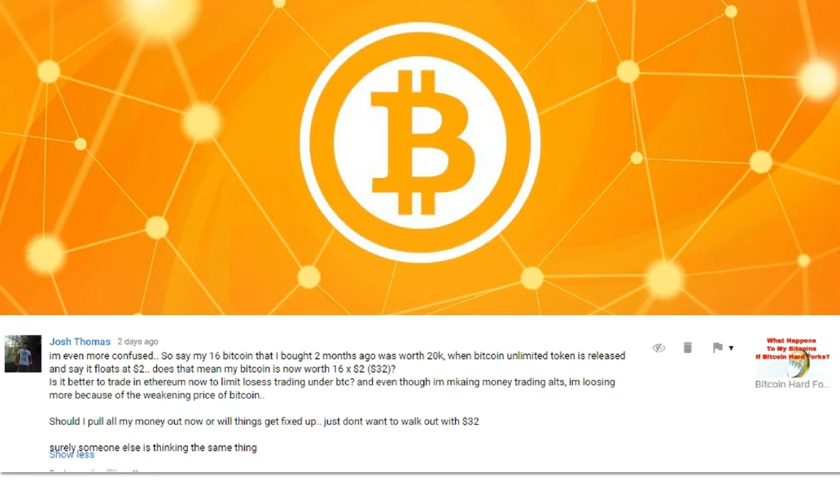 Josh Thomas 2 days ago
im even more confused.. So say my 16 bitcoin that I bought 2 months ago was worth 20k, when bitcoin unlimited token is released
and say it floats at $2.. does that mean my bitcoin is now worth 16 x $2 ($32)?
Is it better to trade in ethereum now to limit losess trading under btc? and even though im mkaing money trading alts, im loosing
more because of the weakening price of bitcoin..
Should I pull all my money out now or will things get fixed up.. just dont want to walk out with $32
surely someone else is thinking the same thing
Show less
What Happens
To My Bitcoins
If Bitcoin Hard Forks?
Bitcoin Hard Fo...